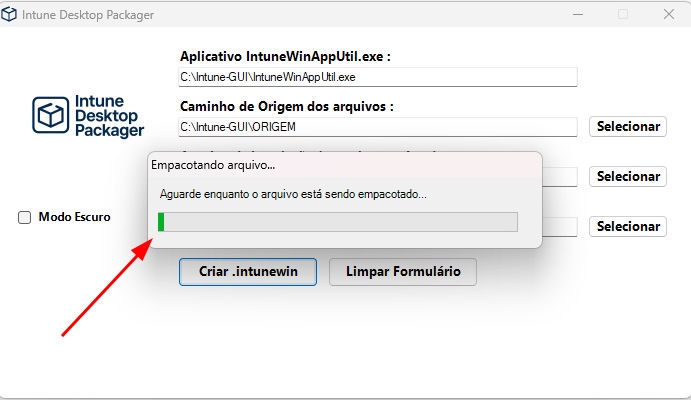 Intune Desktop Packager
Aplicativo IntuneWinAppUtil.exe :
C:\Intune-GUI\IntuneWinAppUtil.exe
Intune
Desktop
Packager
Caminho de Origem dos arquivos :
C:\Intune-GUI\ORIGEM
Selecionar
Empacotando arquivo...
Selecionar
Aguarde enquanto o arquivo está sendo empacotado...
Modo Escuro
Selecionar
Criar .intunewin
Limpar Formulário